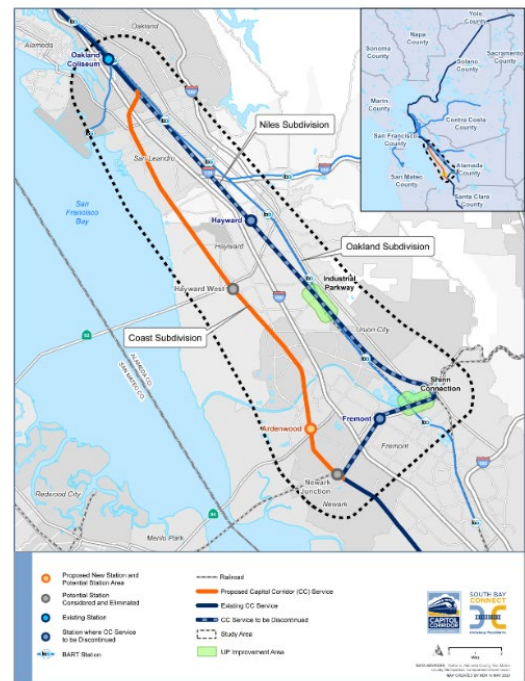 Alameda
Oakland
Oakland
Coliseum
Niles Subdivision
San Leandro
San
Francisco
Bay
Hayward
Oakland Subdivision
Hayward
Industrial
Parkway
Hayward West
Coast Subdivision
Union City
Shinn
Connection
Fremont
Ardenwood
Fremont
Newark
Junction
Newark
ALAMEDA CO.
SAN MATEO CO.
Redwood City
Menlo Park
Yolo
County
Napa
County
Sonoma
County
Solano
County
Sacramento
County
Marin
County
Contra Costa
County
San Francisco
County
Alameda
County
San Mateo
County
Santa Clara
County
Proposed New Station and
Potential Station Area
Potential Station
Considered and Eliminated
Existing Station
Station where CC Service
to be Discontinued
BART Station
Railroad
Proposed Capitol Corridor (CC) Service
Existing CC Service
CC Service to be Discontinued
Study Area
UP Improvement Area
CAPITOL
CORRIDOR
SOUTH BAY
CONNECT